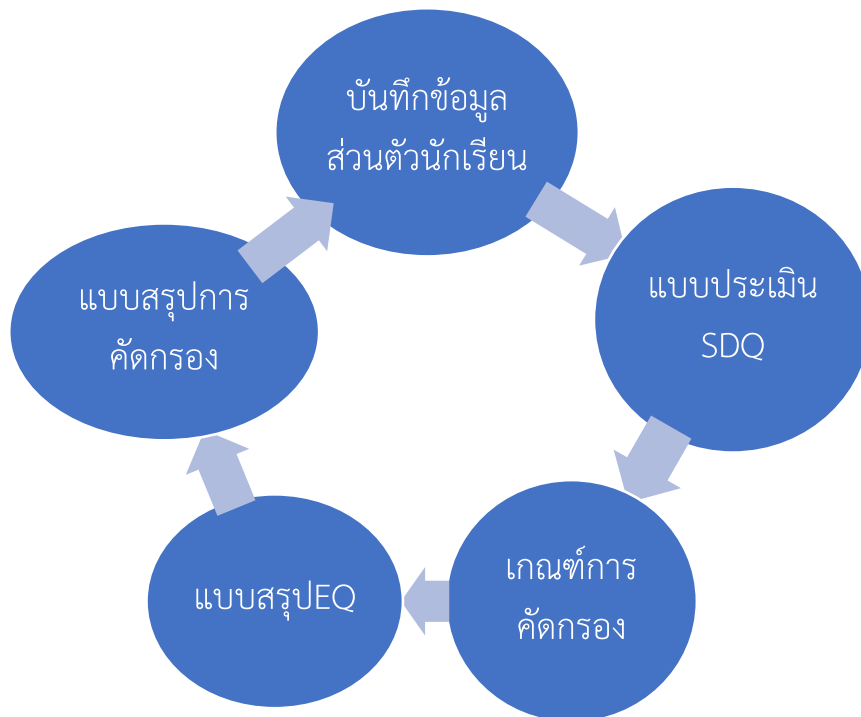 บันทึกข้อมูล
ส่วนตัวนักเรียน
แบบประเมิน
SDQ
เกณฑ์การ
คัดกรอง
แบบสรุปEQ
แบบสรุปการ
คัดกรอง